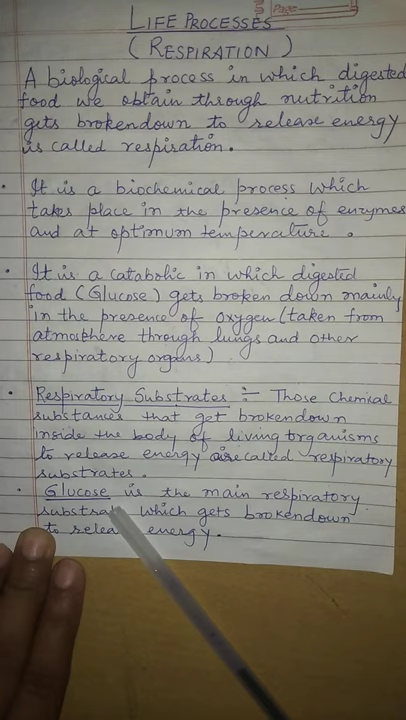 Page
LIFE PROCESSES
( RESPIRATION )
A biological process in which digested
food we obtain through nutrition
gets brokendown to release energy
is called respiration.
• It is a biochemical process which
takes place in the presence of enzymes
and at optimum temperature .
• It is a catabolic in which digested
food (Glucose) gets broken down mainly
in the presence of oxygen (taken from
atmosphere through lungs and other
respiratory organs)
• Respiratory Substrates :- Those Chemical
substances that get brokendown
inside the body of living organisms
to release energy are called respiratory
substrates.
• Glucose is the main respiratory
which gets brokendown
to energy.